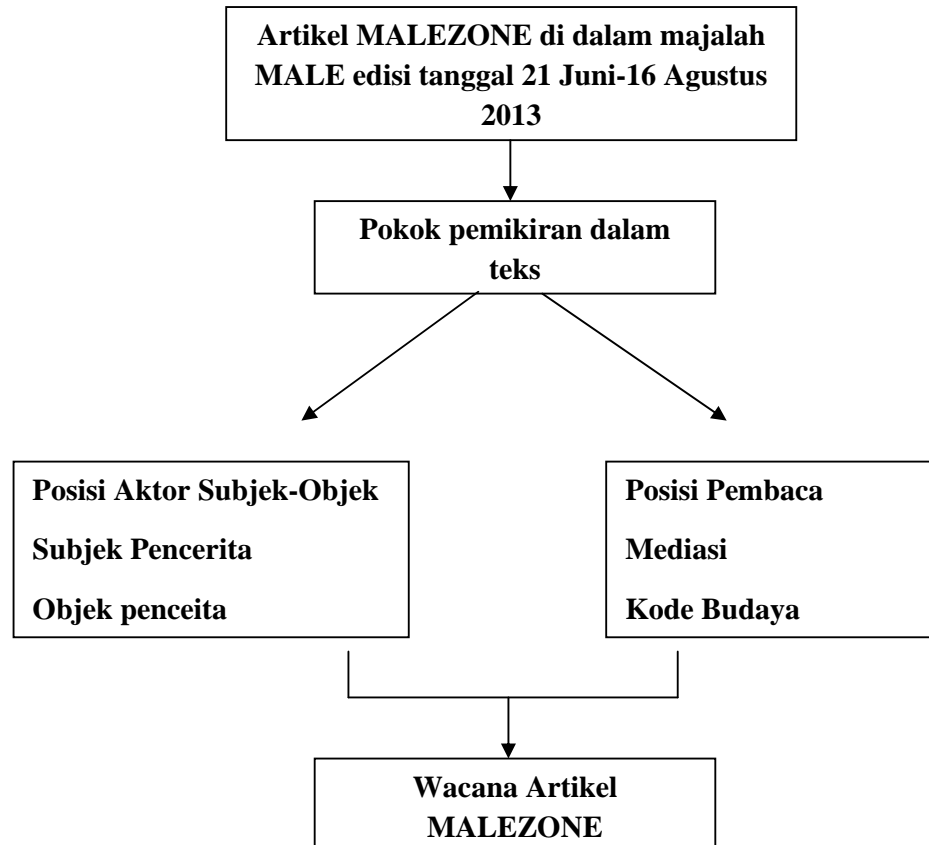 Artikel MALEZONE di dalam majalah
MALE edisi tanggal 21 Juni-16 Agustus
2013
Pokok pemikiran dalam
teks
Posisi Aktor Subjek-Objek
Subjek Pencerita
Objek penceita
Posisi Pembaca
Mediasi
Kode Budaya
Wacana Artikel
MALEZONE